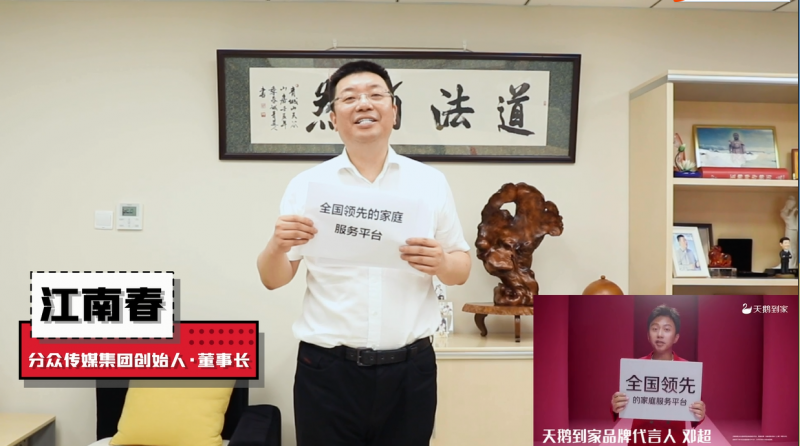 道法自然
全国领先的家庭
服务平台
江南春
分众传媒集团创始人·董事长
天鹅到家
全国领先
的家庭服务平台
天鹅到家品牌代言人 邓超